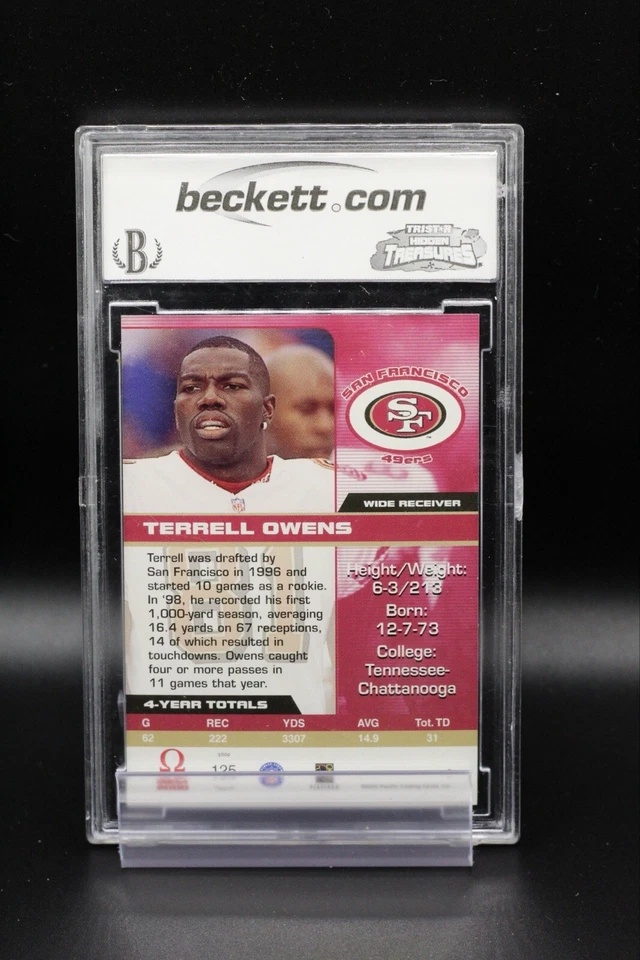 beckett.com
B
TRISTAR
HIDDEN
TREASURES
SAN FRANCISCO
SF
49ers
WIDE RECEIVER
TERRELL OWENS
Terrell was drafted by
San Francisco in 1996 and
started 10 games as a rookie.
In '98, he recorded his first
1,000-yard season, averaging
16.4 yards on 67 receptions,
14 of which resulted in
touchdowns. Owens caught
four or more passes in
11 games that year.
Height/Weight:
6-3/213
Born:
12-7-73
College:
Tennessee-
Chattanooga
4-YEAR TOTALS
G REC YDS AVG Tot. TD
62 222 3307 14.9 31
Ω
125